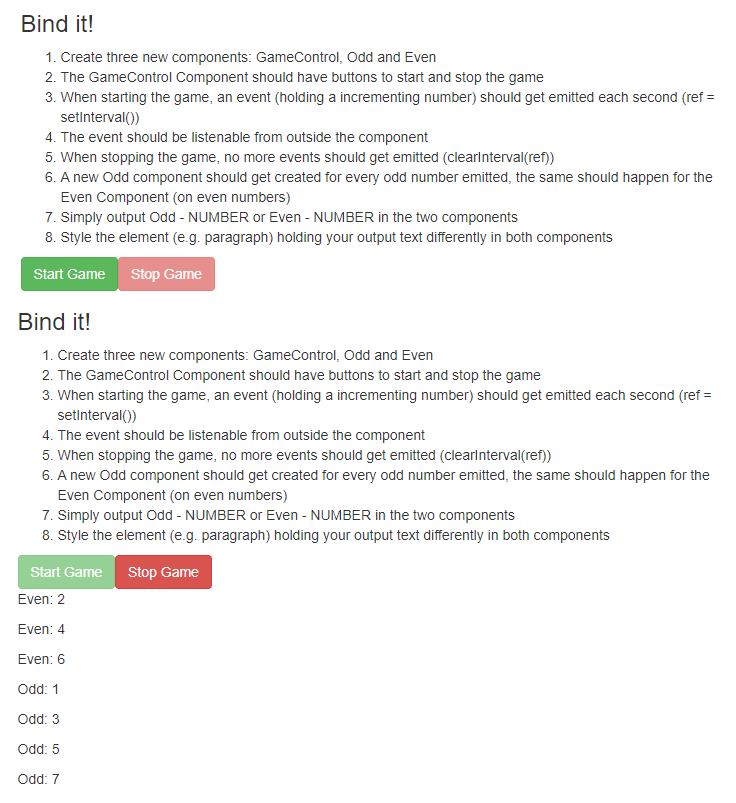 Bind it!
1. Create three new components: GameControl, Odd and Even
2. The GameControl Component should have buttons to start and stop the game
3. When starting the game, an event (holding a incrementing number) should get emitted each second (ref =
setInterval())
4. The event should be listenable from outside the component
5. When stopping the game, no more events should get emitted (clearInterval(ref))
6. A new Odd component should get created for every odd number emitted, the same should happen for the
Even Component (on even numbers)
7. Simply output Odd - NUMBER or Even - NUMBER in the two components
8. Style the element (e.g. paragraph) holding your output text differently in both components
Start Game Stop Game
Bind it!
1. Create three new components: GameControl, Odd and Even
2. The GameControl Component should have buttons to start and stop the game
3. When starting the game, an event (holding a incrementing number) should get emitted each second (ref =
setInterval())
4. The event should be listenable from outside the component
5. When stopping the game, no more events should get emitted (clearInterval(ref))
6. A new Odd component should get created for every odd number emitted, the same should happen for the
Even Component (on even numbers)
7. Simply output Odd - NUMBER or Even - NUMBER in the two components
8. Style the element (e.g. paragraph) holding your output text differently in both components
Start Game Stop Game
Even: 2
Even: 4
Even: 6
Odd: 1
Odd: 3
Odd: 5
Odd: 7